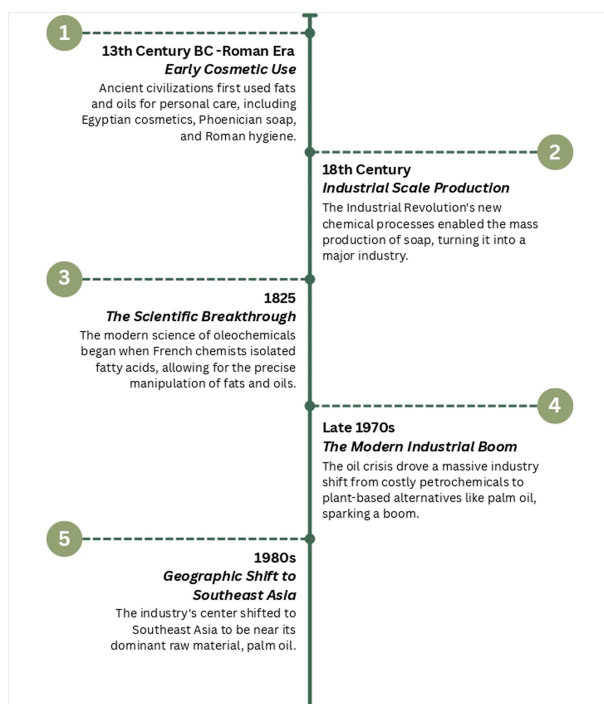 1
13th Century BC -Roman Era
Early Cosmetic Use
Ancient civilizations first used fats
and oils for personal care, including
Egyptian cosmetics, Phoenician soap,
and Roman hygiene.
2
18th Century
Industrial Scale Production
The Industrial Revolution's new
chemical processes enabled the mass
production of soap, turning it into a
major industry.
3
1825
The Scientific Breakthrough
The modern science of oleochemicals
began when French chemists isolated
fatty acids, allowing for the precise
manipulation of fats and oils.
4
Late 1970s
The Modern Industrial Boom
The oil crisis drove a massive industry
shift from costly petrochemicals to
plant-based alternatives like palm oil,
sparking a boom.
5
1980s
Geographic Shift to
Southeast Asia
The industry's center shifted to
Southeast Asia to be near its
dominant raw material, palm oil.